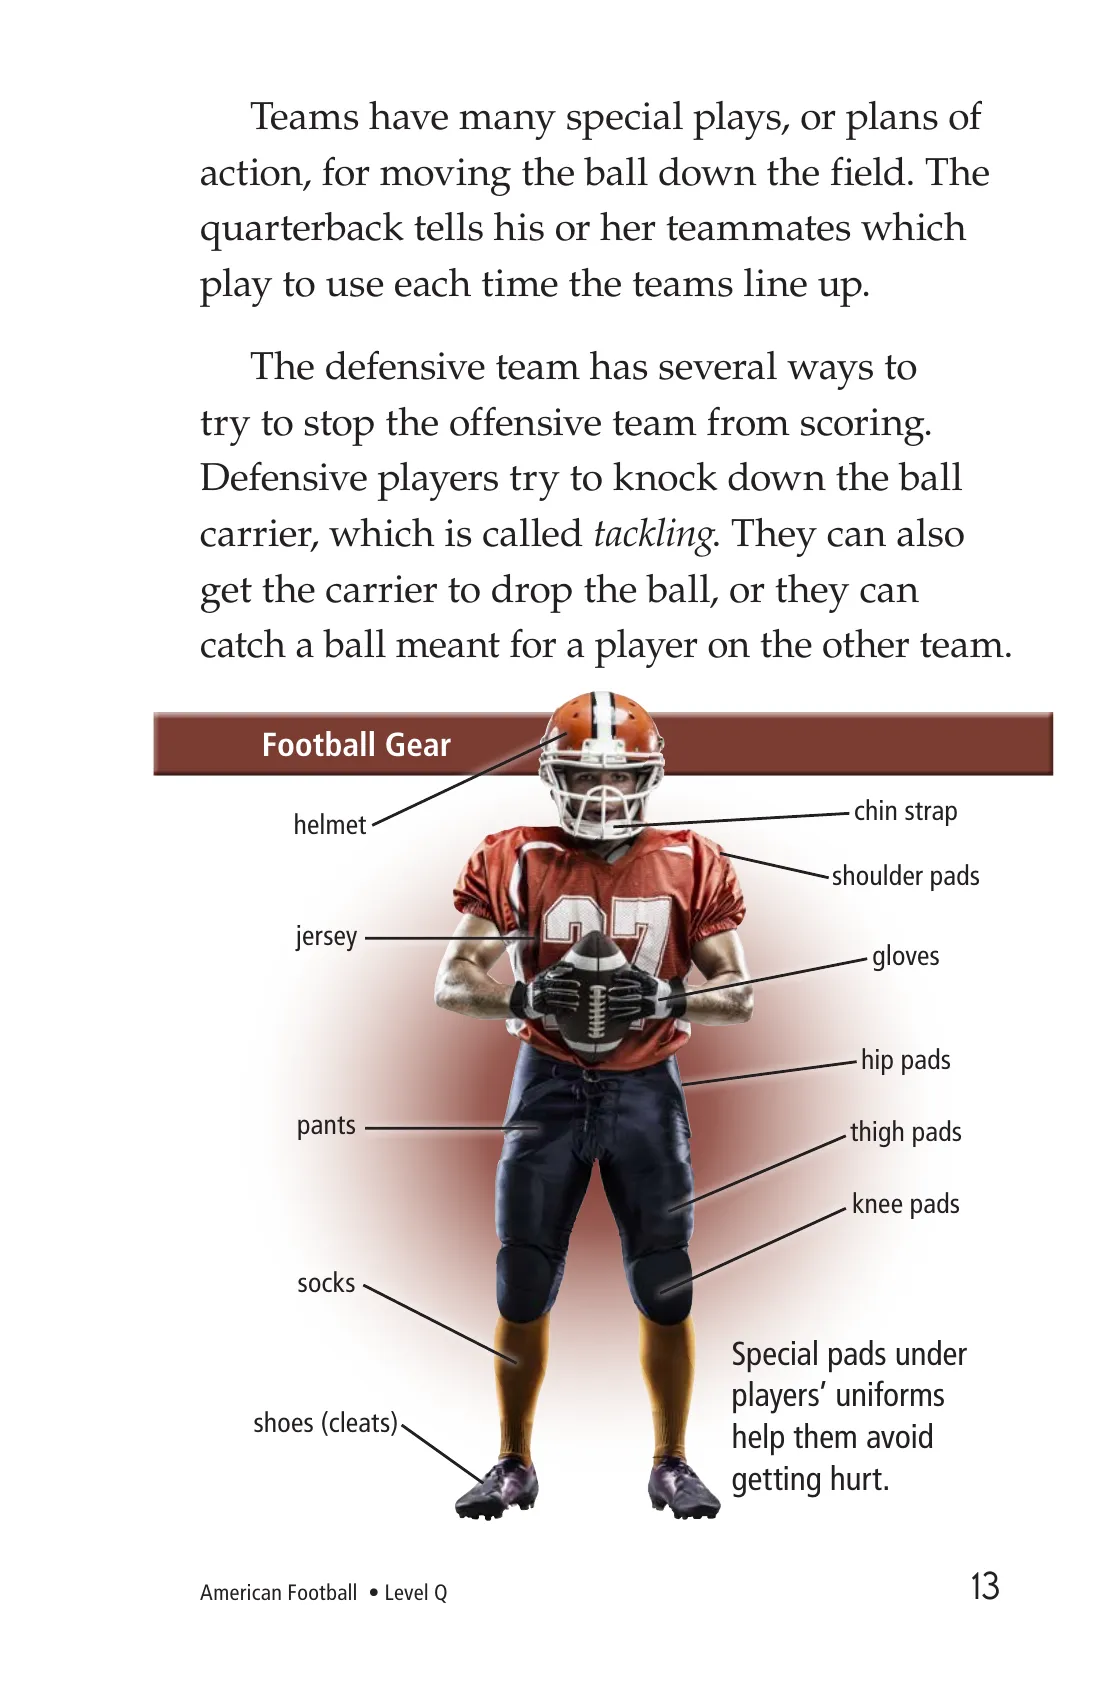 Teams have many special plays, or plans of
action, for moving the ball down the field. The
quarterback tells his or her teammates which
play to use each time the teams line up.
The defensive team has several ways to
try to stop the offensive team from scoring.
Defensive players try to knock down the ball
carrier, which is called tackling. They can also
get the carrier to drop the ball, or they can
catch a ball meant for a player on the other team.
Football Gear
helmet
chin strap
shoulder pads
jersey
gloves
hip pads
pants
thigh pads
knee pads
socks
shoes (cleats)
Special pads under
players’ uniforms
help them avoid
getting hurt.
American Football • Level Q
13